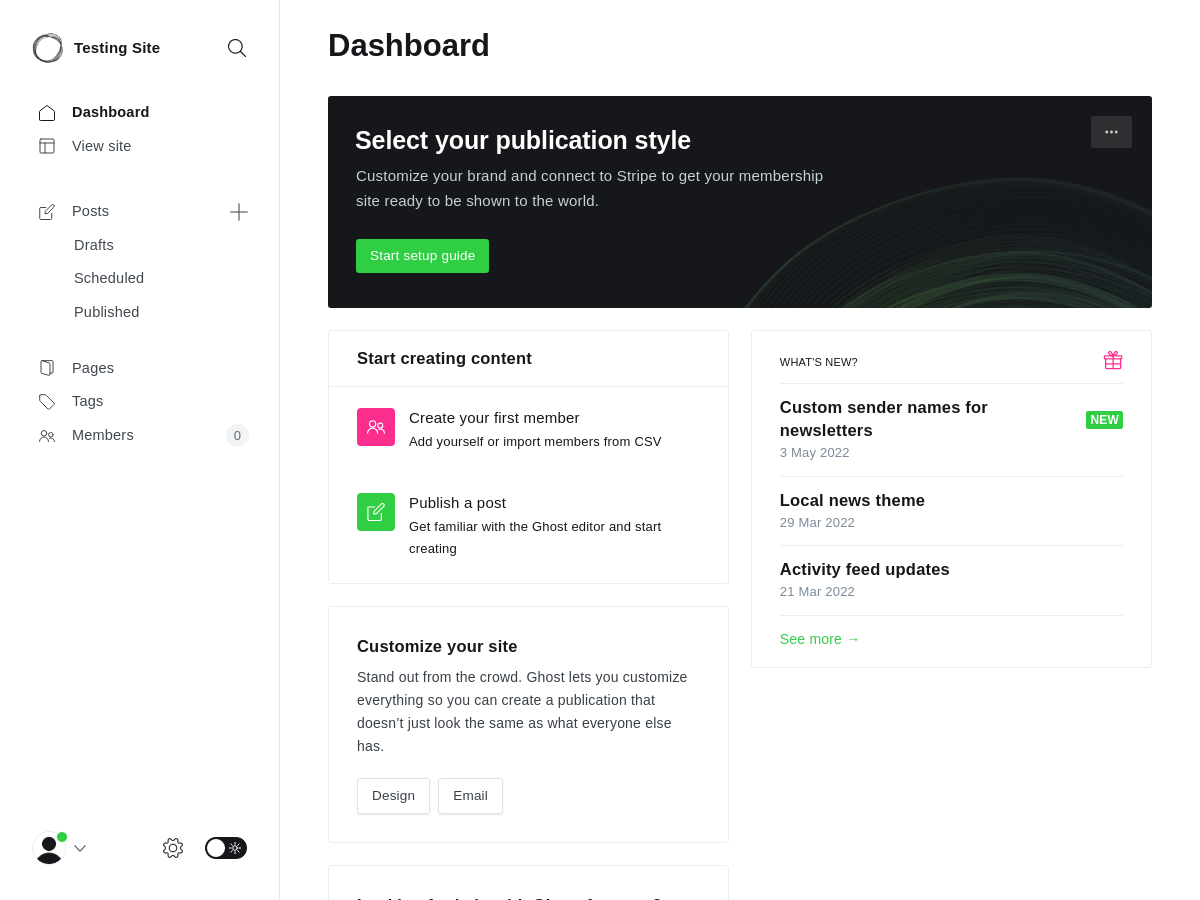 Testing Site
Dashboard
View site
Posts
Drafts
Scheduled
Published
Pages
Tags
Members
0
Dashboard
Select your publication style
Customize your brand and connect to Stripe to get your membership
site ready to be shown to the world.
Start setup guide
Start creating content
Create your first member
Add yourself or import members from CSV
Publish a post
Get familiar with the Ghost editor and start
creating
Customize your site
Stand out from the crowd. Ghost lets you customize
everything so you can create a publication that
doesn’t just look the same as what everyone else
has.
Design
Email
WHAT'S NEW?
Custom sender names for
newsletters
NEW
3 May 2022
Local news theme
29 Mar 2022
Activity feed updates
21 Mar 2022
See more →